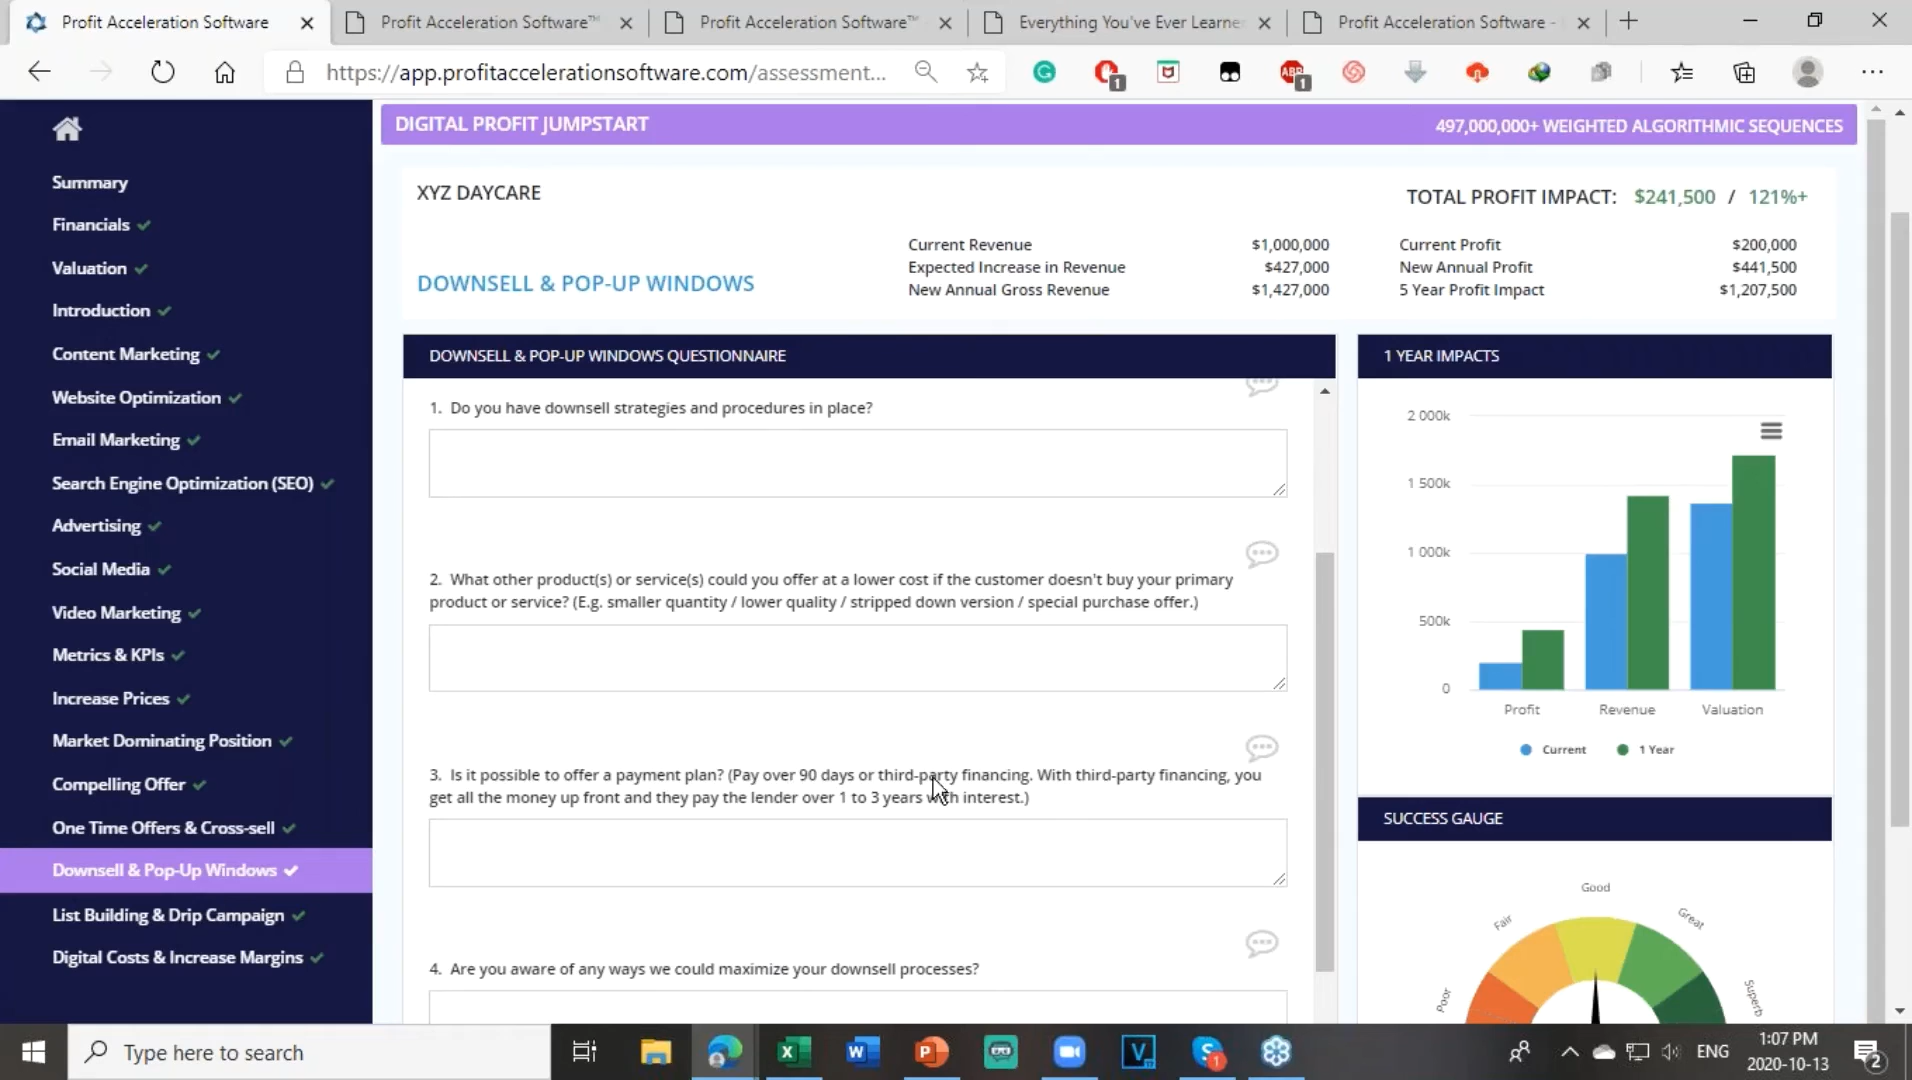 Profit Acceleration Software
Profit Acceleration Software™
Profit Acceleration Software™
Everything You've Ever Learne
Profit Acceleration Software -
https://app.profitaccelerationsoftware.com/assessment...
1
ABP
1
DIGITAL PROFIT JUMPSTART
497,000,000+ WEIGHTED ALGORITHMIC SEQUENCES
Summary
Financials
Valuation
Introduction
Content Marketing
Website Optimization
Email Marketing
Search Engine Optimization (SEO)
Advertising
Social Media
Video Marketing
Metrics & KPIs
Increase Prices
Market Dominating Position
Compelling Offer
One Time Offers & Cross-sell
Downsell & Pop-Up Windows
List Building & Drip Campaign
Digital Costs & Increase Margins
XYZ DAYCARE
TOTAL PROFIT IMPACT: $241,500 / 121%+
DOWNSELL & POP-UP WINDOWS
Current Revenue $1,000,000
Expected Increase in Revenue $427,000
New Annual Gross Revenue $1,427,000
Current Profit $200,000
New Annual Profit $441,500
5 Year Profit Impact $1,207,500
DOWNSELL & POP-UP WINDOWS QUESTIONNAIRE
1. Do you have downsell strategies and procedures in place?
2. What other product(s) or service(s) could you offer at a lower cost if the customer doesn't buy your primary
product or service? (E.g. smaller quantity / lower quality / stripped down version / special purchase offer.)
3. Is it possible to offer a payment plan? (Pay over 90 days or third-party financing. With third-party financing, you
get all the money up front and they pay the lender over 1 to 3 years with interest.)
4. Are you aware of any ways we could maximize your downsell processes?
1 YEAR IMPACTS
2 000k
1 500k
1 000k
500k
0
Profit
Revenue
Valuation
Current
1 Year
SUCCESS GAUGE
Poor
Fair
Good
Great
Superb
Type here to search
ENG
1:07 PM
2020-10-13
2